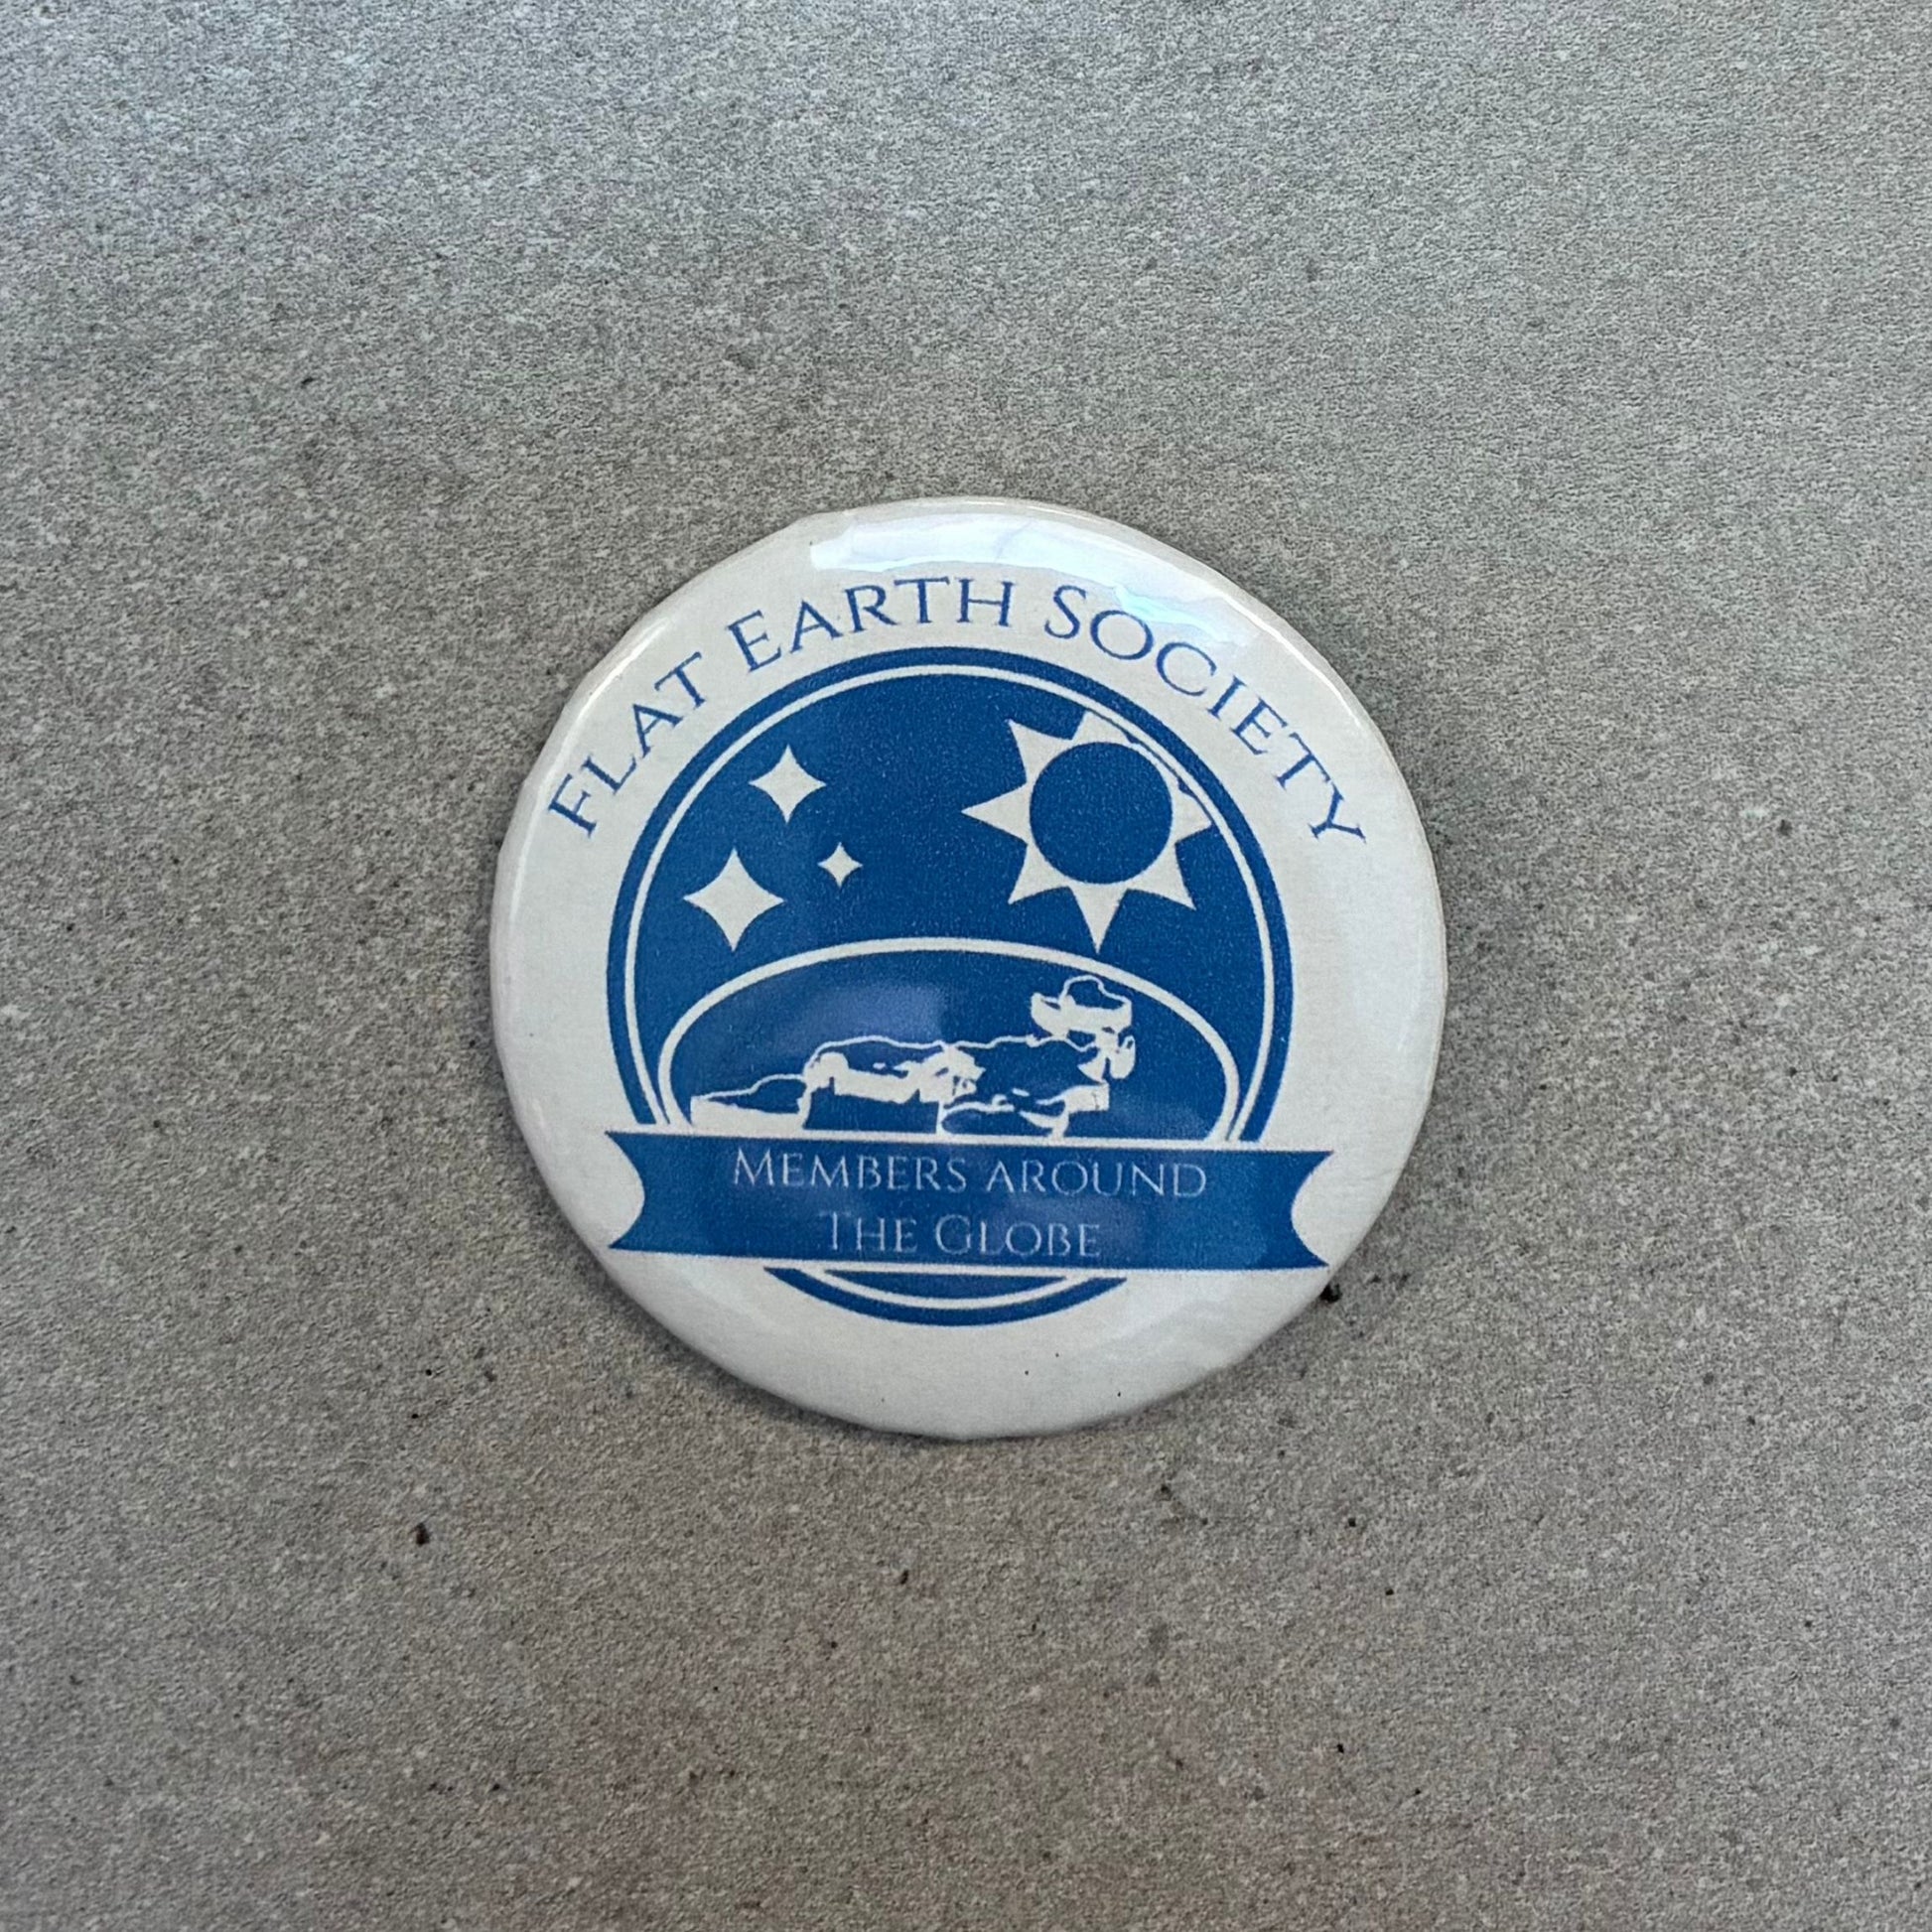 Flat Earth Society
Members around
The Globe